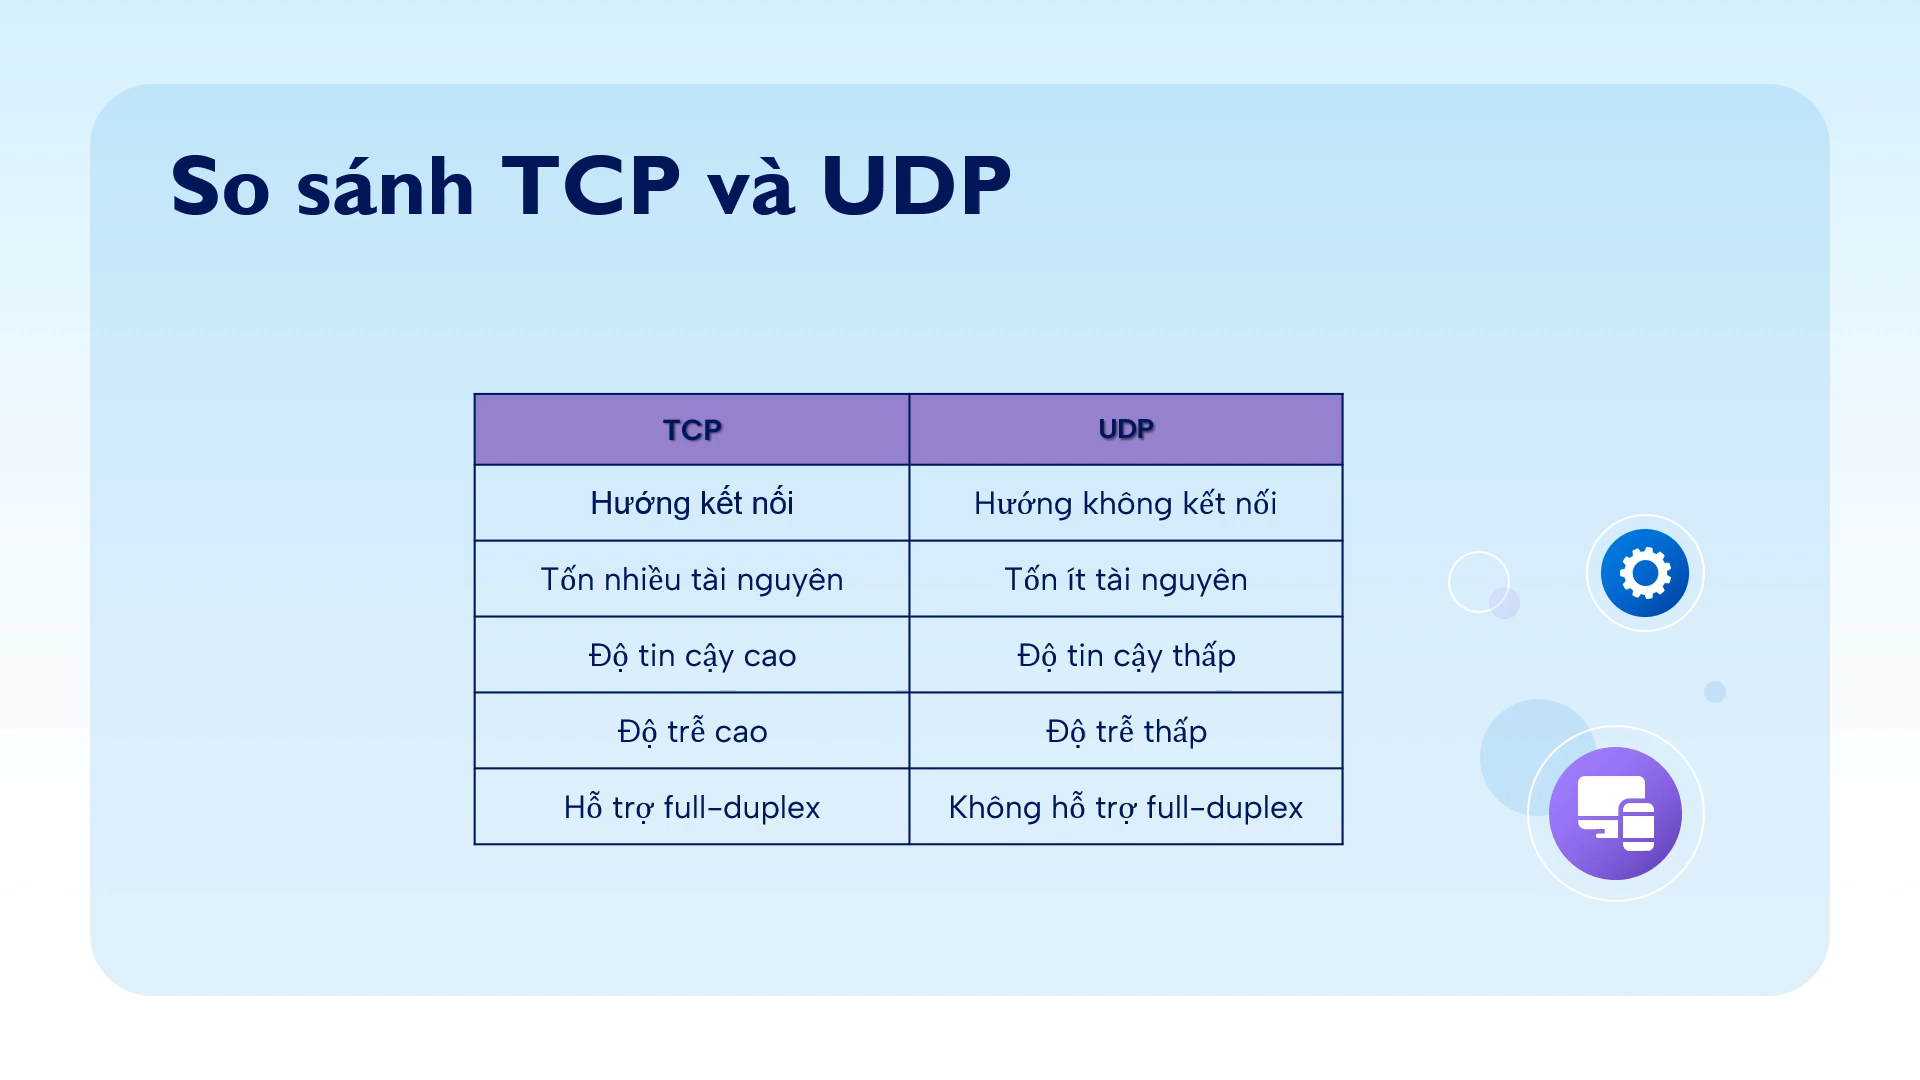 So sánh TCP và UDP
TCP UDP
Hướng kết nối Hướng không kết nối
Tốn nhiều tài nguyên Tốn ít tài nguyên
Độ tin cậy cao Độ tin cậy thấp
Độ trễ cao Độ trễ thấp
Hỗ trợ full-duplex Không hỗ trợ full-duplex